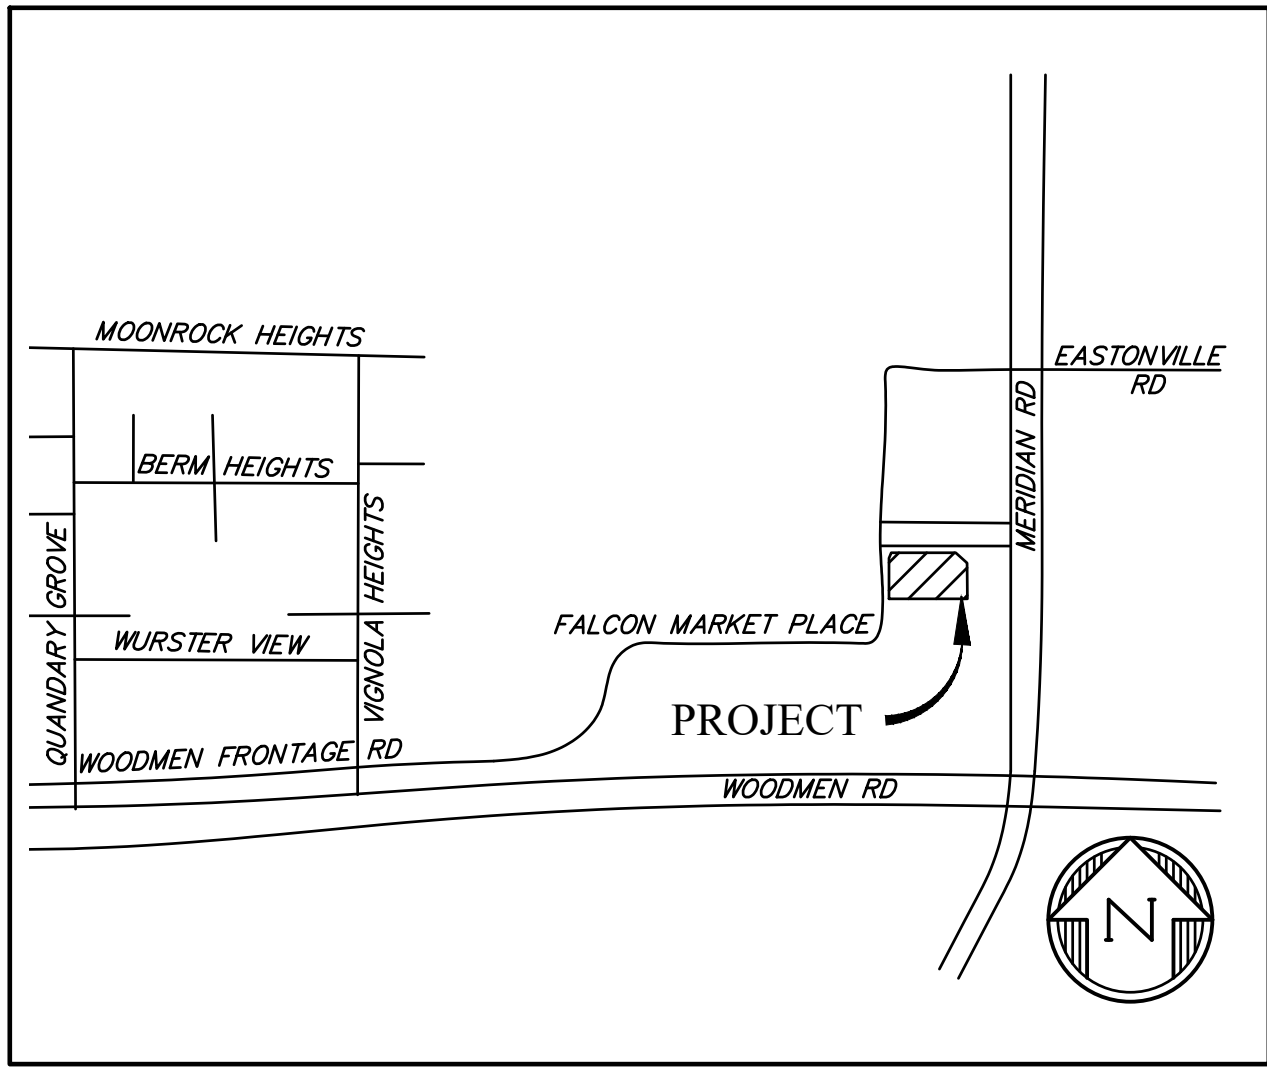 MOONROCK HEIGHTS
EASTONVILLE
RD
MERIDIAN RD
BERM HEIGHTS
QUANDARY GROVE
VIGNOLA HEIGHTS
FALCON MARKET PLACE
WURSTER VIEW
PROJECT
WOODMEN FRONTAGE RD
WOODMEN RD
N